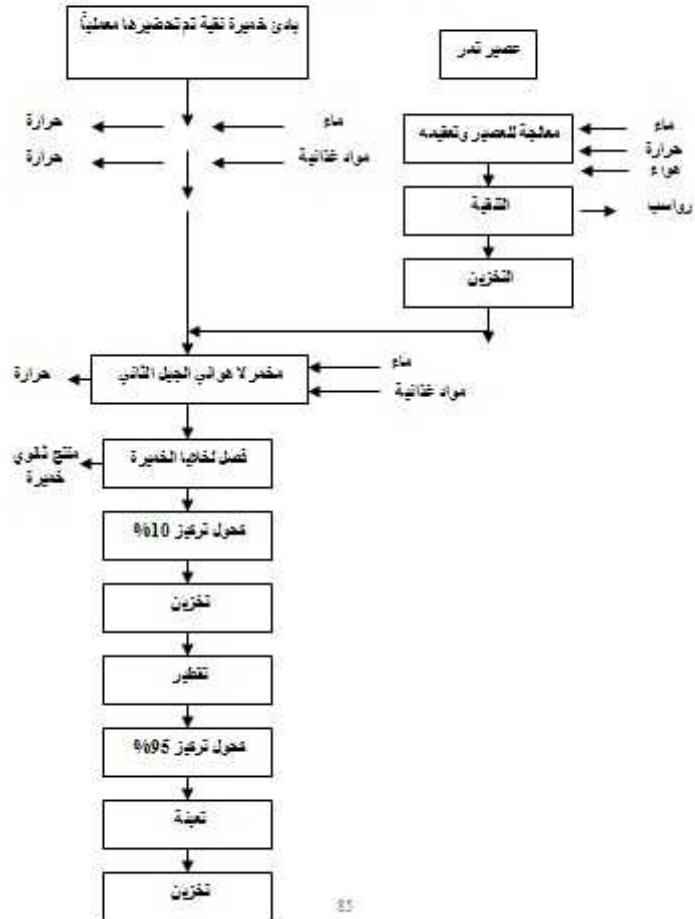 بادئ خميرة نقية تم تحضيرها معملياً
عصير تمر
ماء
حرارة
مواد غذائية
حرارة
معالجة للعصير وتعقيمه
ماء
حرارة
هواء
التنقية
رواسب
التخزين
مخمر لا هوائي الجيل الثاني
ماء
مواد غذائية
حرارة
فصل لخلايا الخميرة
منتج ثانوي
خميرة
كحول تركيز 10%
تخزين
تقطير
كحول تركيز 95%
تعبئة
تخزين
85